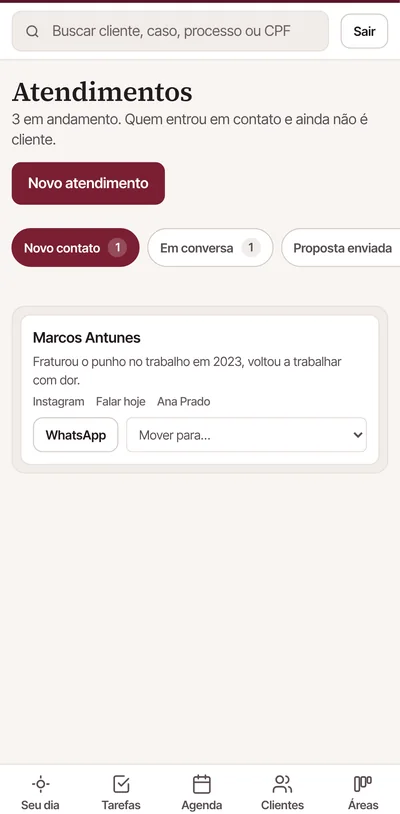 Buscar cliente, caso, processo ou CPF
Sair
Atendimentos
3 em andamento. Quem entrou em contato e ainda não é
cliente.
Novo atendimento
Novo contato 1
Em conversa 1
Proposta enviada
Marcos Antunes
Fraturou o punho no trabalho em 2023, voltou a trabalhar
com dor.
Instagram Falar hoje Ana Prado
WhatsApp
Mover para...
Seu dia
Tarefas
Agenda
Clientes
Áreas